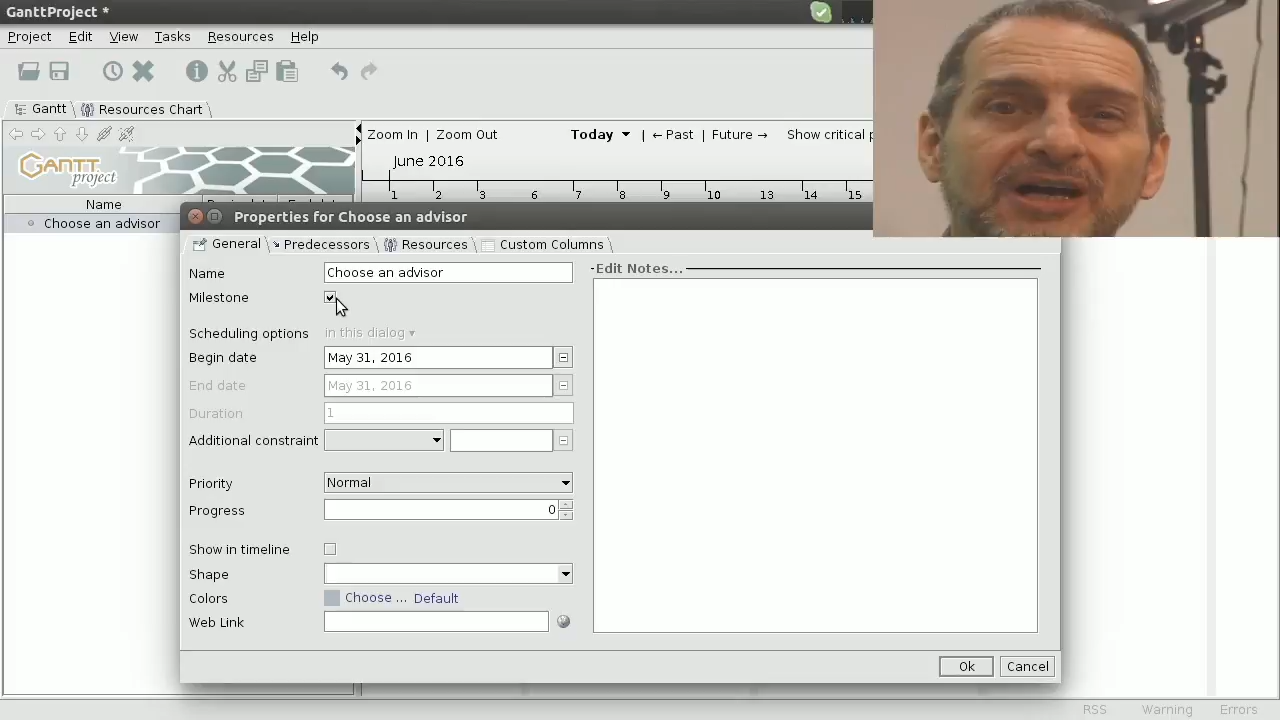 GanttProject *
Project Edit View Tasks Resources Help
Gantt Resources Chart
Zoom In | Zoom Out Today | ← Past | Future → Show critical
June 2016
GANTT project
1 2 3 6 7 8 9 10 13 14 15
Name
Choose an advisor
Properties for Choose an advisor
General Predecessors Resources Custom Columns
Name Choose an advisor
Edit Notes...
Milestone
Scheduling options in this dialog
Begin date May 31, 2016
End date May 31, 2016
Duration 1
Additional constraint
Priority Normal
Progress 0
Show in timeline
Shape
Colors Choose ... Default
Web Link
Ok Cancel
RSS Warning Errors